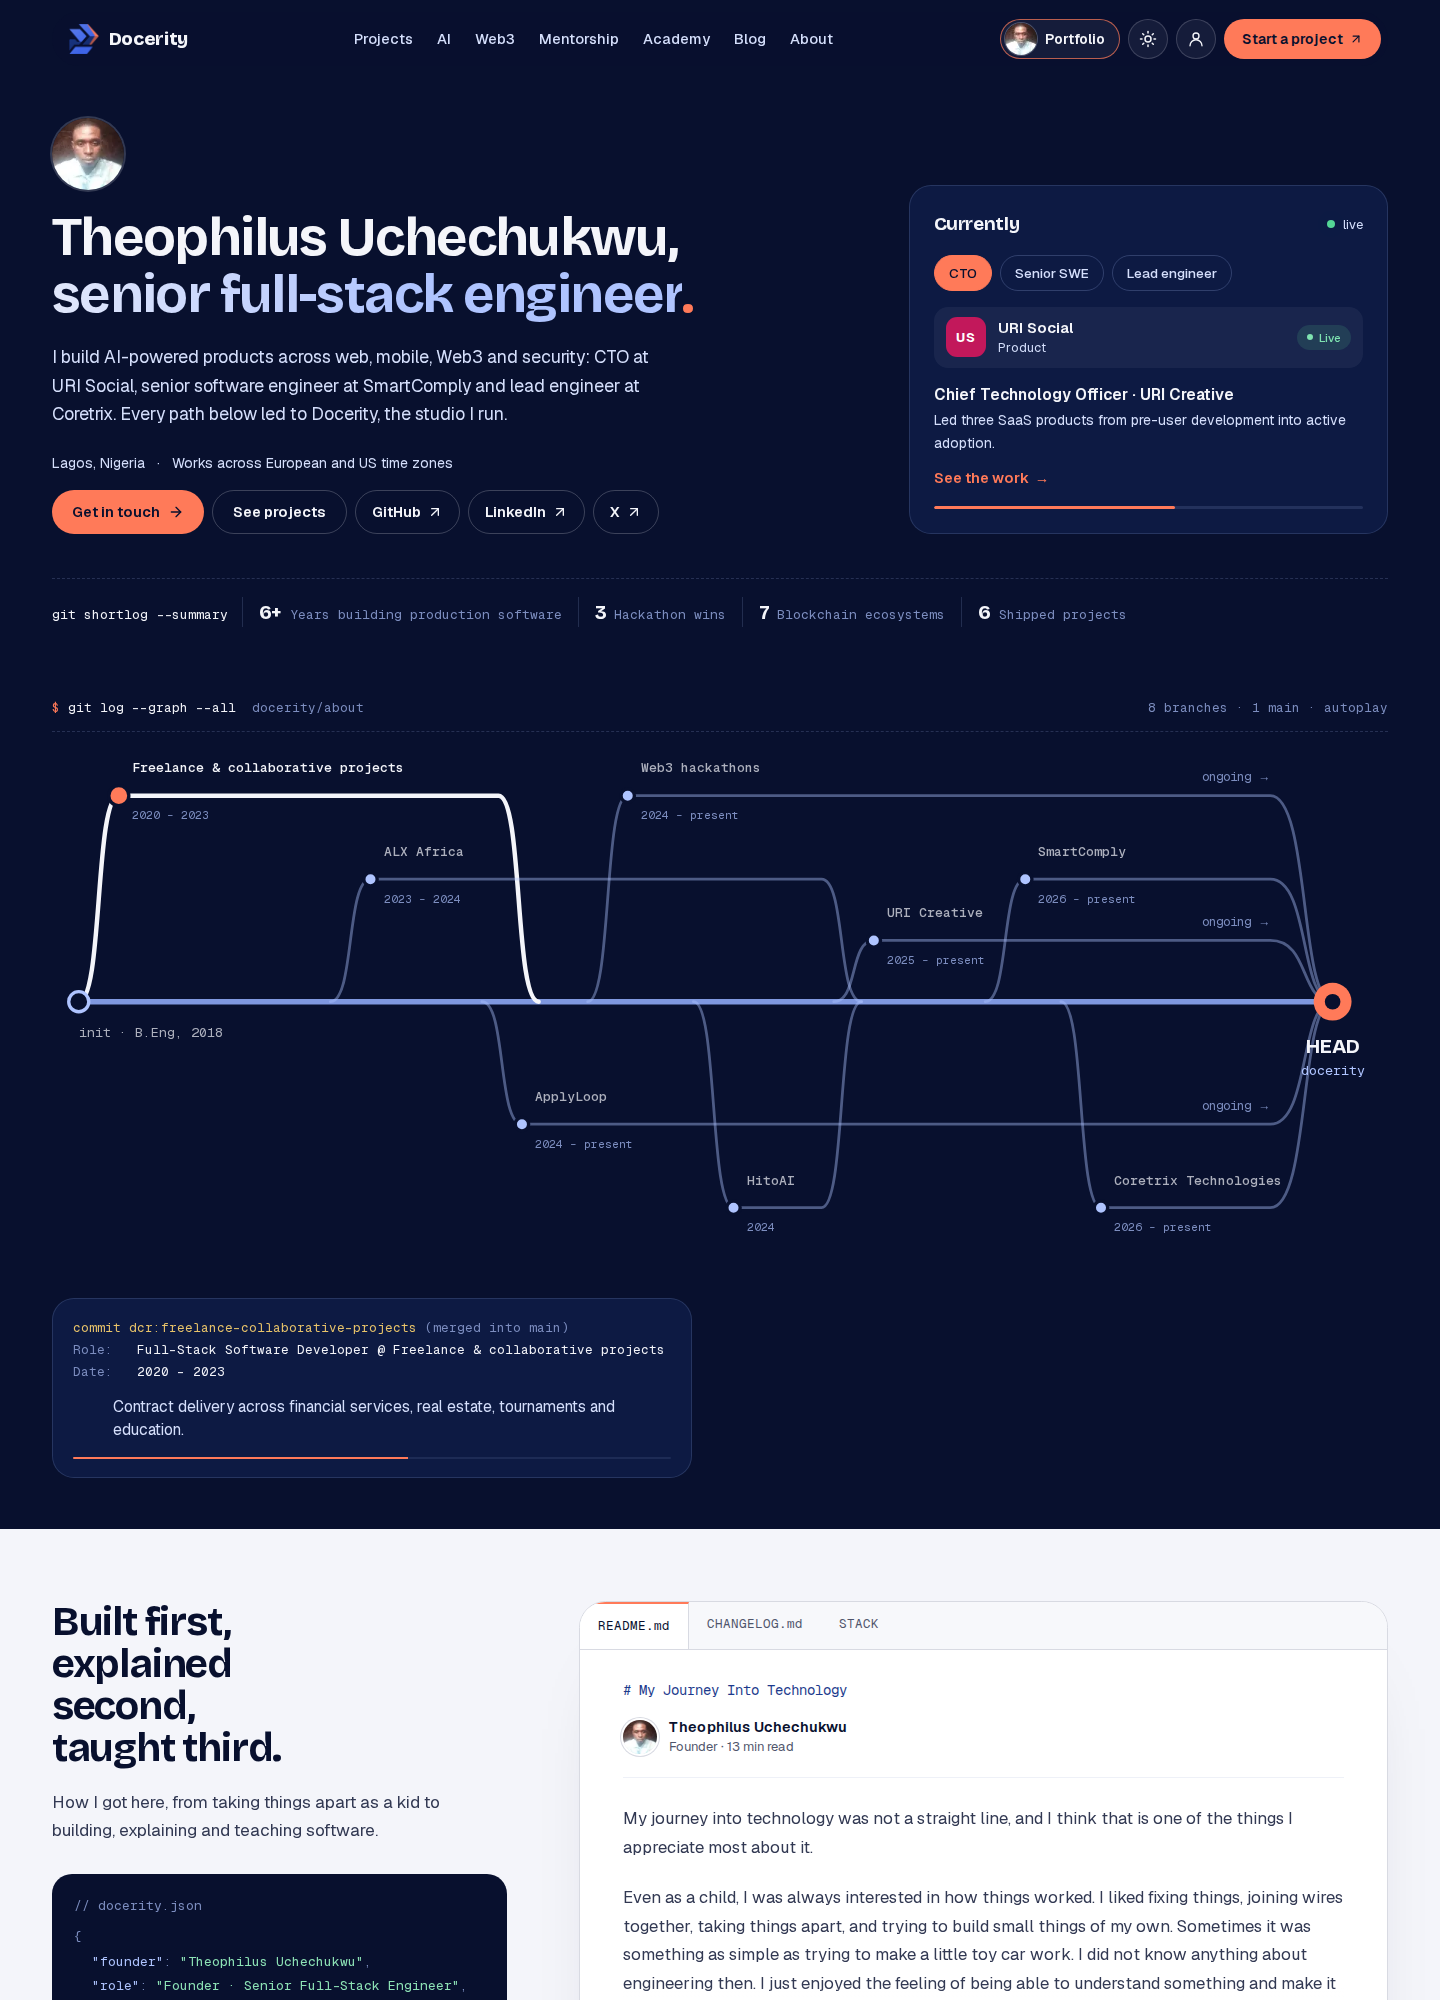 Docerity
Projects AI Web3 Mentorship Academy Blog About
Portfolio
Start a project
Theophilus Uchechukwu,
senior full-stack engineer.
I build AI-powered products across web, mobile, Web3 and security: CTO at
URI Social, senior software engineer at SmartComply and lead engineer at
Coretrix. Every path below led to Docerity, the studio I run.
Lagos, Nigeria · Works across European and US time zones
Get in touch → See projects GitHub ↗ LinkedIn ↗ X ↗
Currently
live
CTO Senior SWE Lead engineer
US
URI Social
Product
Live
Chief Technology Officer · URI Creative
Led three SaaS products from pre-user development into active
adoption.
See the work →
git shortlog --summary 6+ Years building production software 3 Hackathon wins 7 Blockchain ecosystems 6 Shipped projects
$ git log --graph --all docerity/about
8 branches · 1 main · autoplay
Freelance & collaborative projects
2020 – 2023
Web3 hackathons
2024 – present
ongoing →
ALX Africa
2023 – 2024
SmartComply
2026 – present
URI Creative
2025 – present
ongoing →
init · B.Eng, 2018
HEAD
docerity
ApplyLoop
2024 – present
ongoing →
HitoAI
2024
Coretrix Technologies
2026 – present
commit dcr:freelance-collaborative-projects (merged into main)
Role: Full-Stack Software Developer @ Freelance & collaborative projects
Date: 2020 – 2023
Contract delivery across financial services, real estate, tournaments and
education.
Built first,
explained
second,
taught third.
How I got here, from taking things apart as a kid to
building, explaining and teaching software.
// docerity.json
{
"founder": "Theophilus Uchechukwu",
"role": "Founder · Senior Full-Stack Engineer",
README.md CHANGELOG.md STACK
# My Journey Into Technology
Theophilus Uchechukwu
Founder · 13 min read
My journey into technology was not a straight line, and I think that is one of the things I
appreciate most about it.
Even as a child, I was always interested in how things worked. I liked fixing things, joining wires
together, taking things apart, and trying to build small things of my own. Sometimes it was
something as simple as trying to make a little toy car work. I did not know anything about
engineering then. I just enjoyed the feeling of being able to understand something and make it